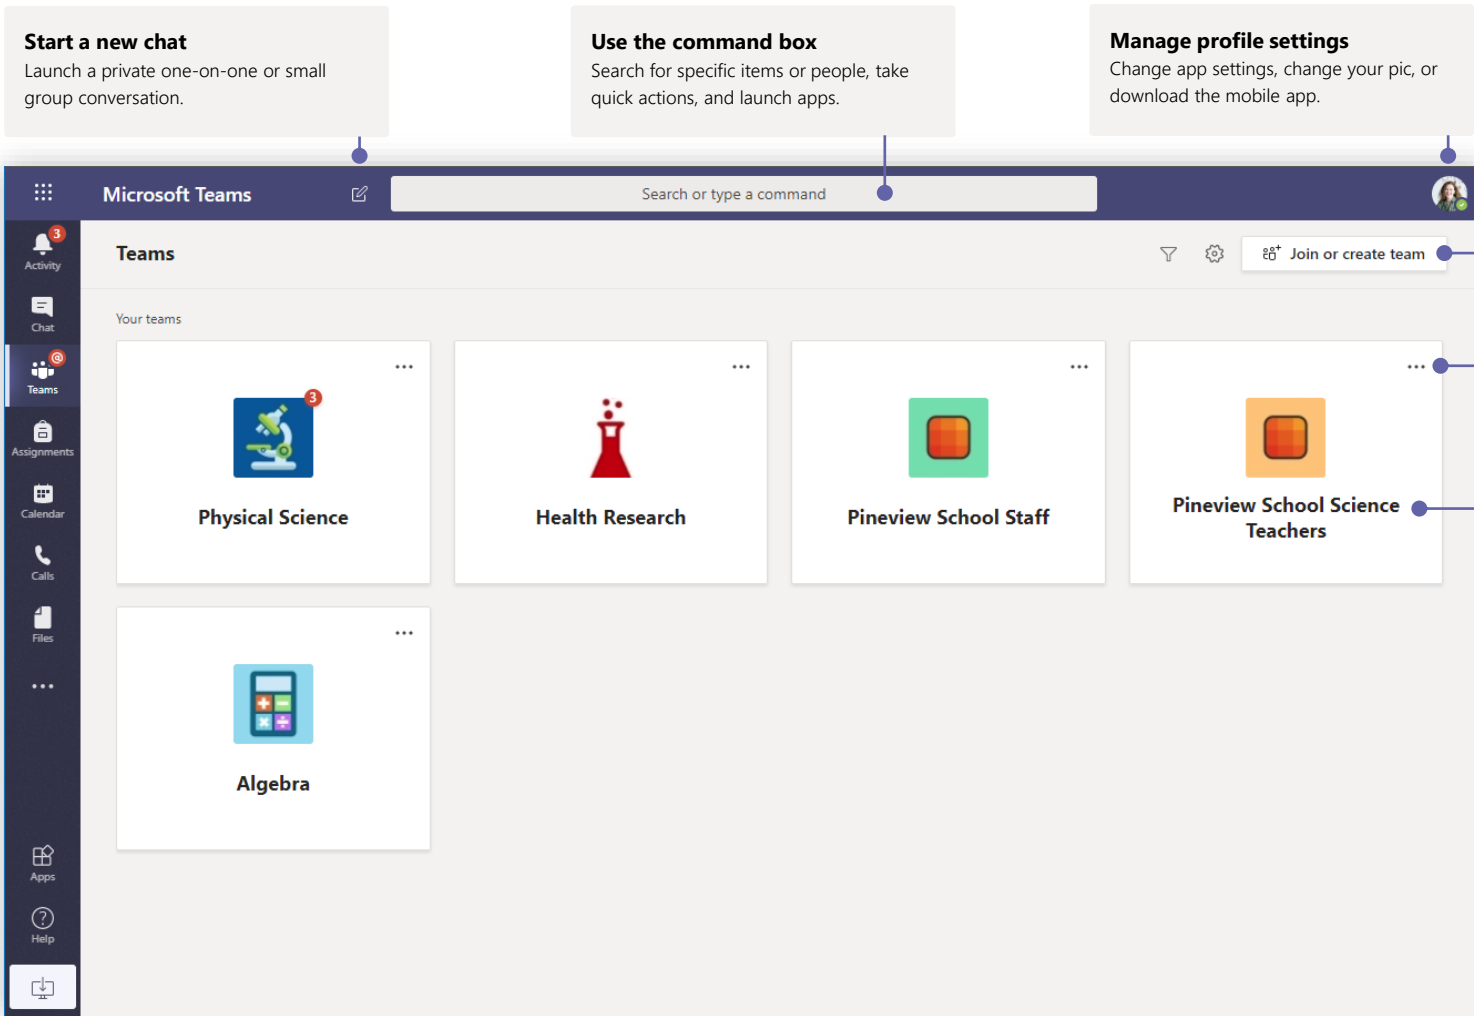 Start a new chat
Launch a private one-on-one or small
group conversation.
Use the command box
Search for specific items or people, take
quick actions, and launch apps.
Manage profile settings
Change app settings, change your pic, or
download the mobile app.
Microsoft Teams
Search or type a command
3
Activity
Chat
@
Teams
Assignments
Calendar
Calls
Files
Apps
Help
Teams
Join or create team
Your teams
3
Physical Science
Health Research
Pineview School Staff
Pineview School Science
Teachers
Algebra